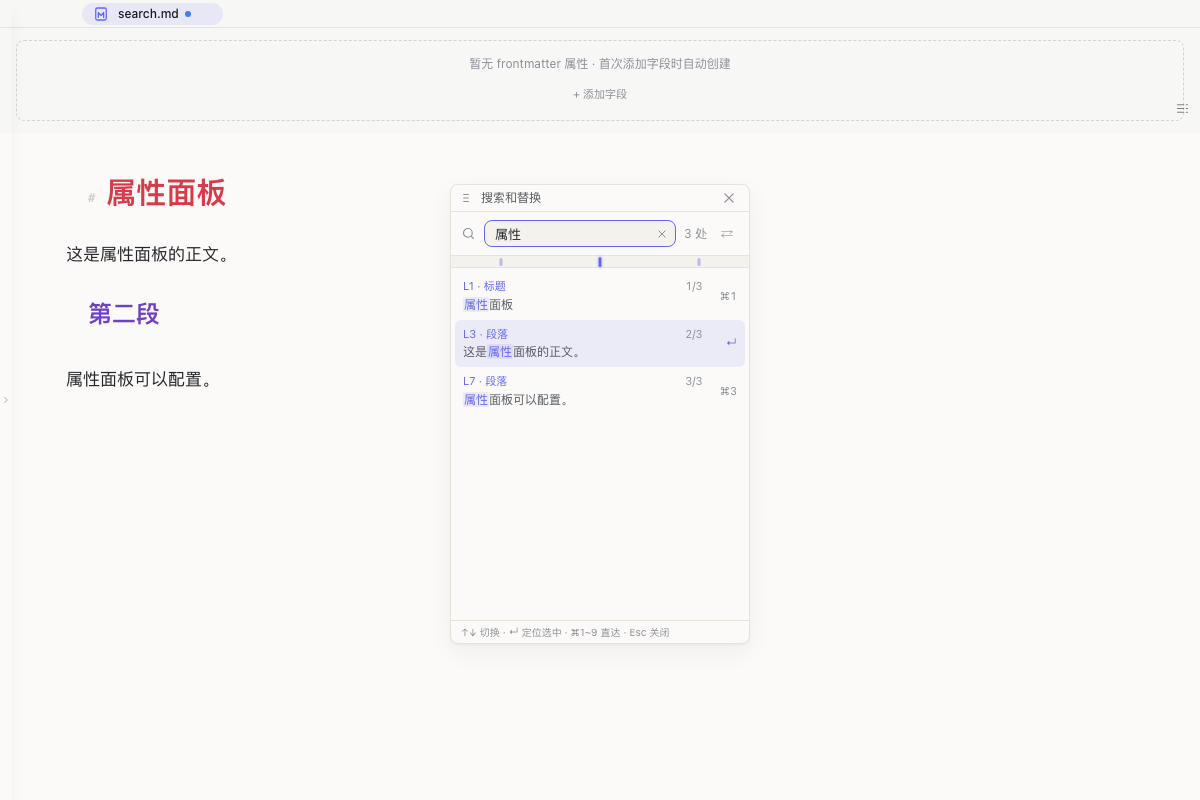 search.md
暂无 frontmatter 属性 · 首次添加字段时自动创建
+ 添加字段
# 属性面板
这是属性面板的正文。
第二段
属性面板可以配置。
搜索和替换
属性
3 处
L1 · 标题 1/3
属性面板
⌘1
L3 · 段落 2/3
这是属性面板的正文。
L7 · 段落 3/3
属性面板可以配置。
⌘3
↑↓ 切换 · ↵ 定位选中 · ⌘1~9 直达 · Esc 关闭